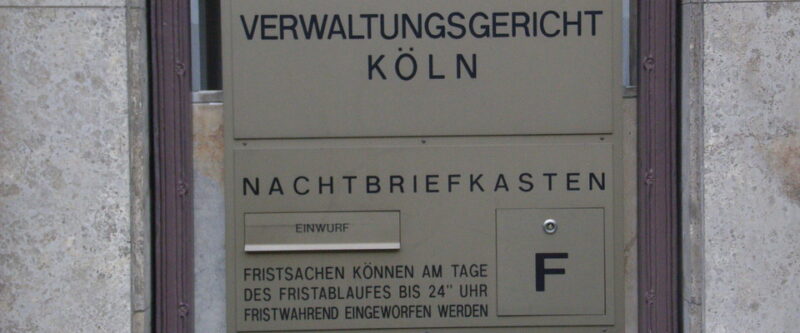 VERWALTUNGSGERICHT
KÖLN
NACHTBRIEFKASTEN
EINWURF
FRISTSACHEN KÖNNEN AM TAGE
DES FRISTABLAUFES BIS 24" UHR
FRISTWAHREND EINGEWORFEN WERDEN
F